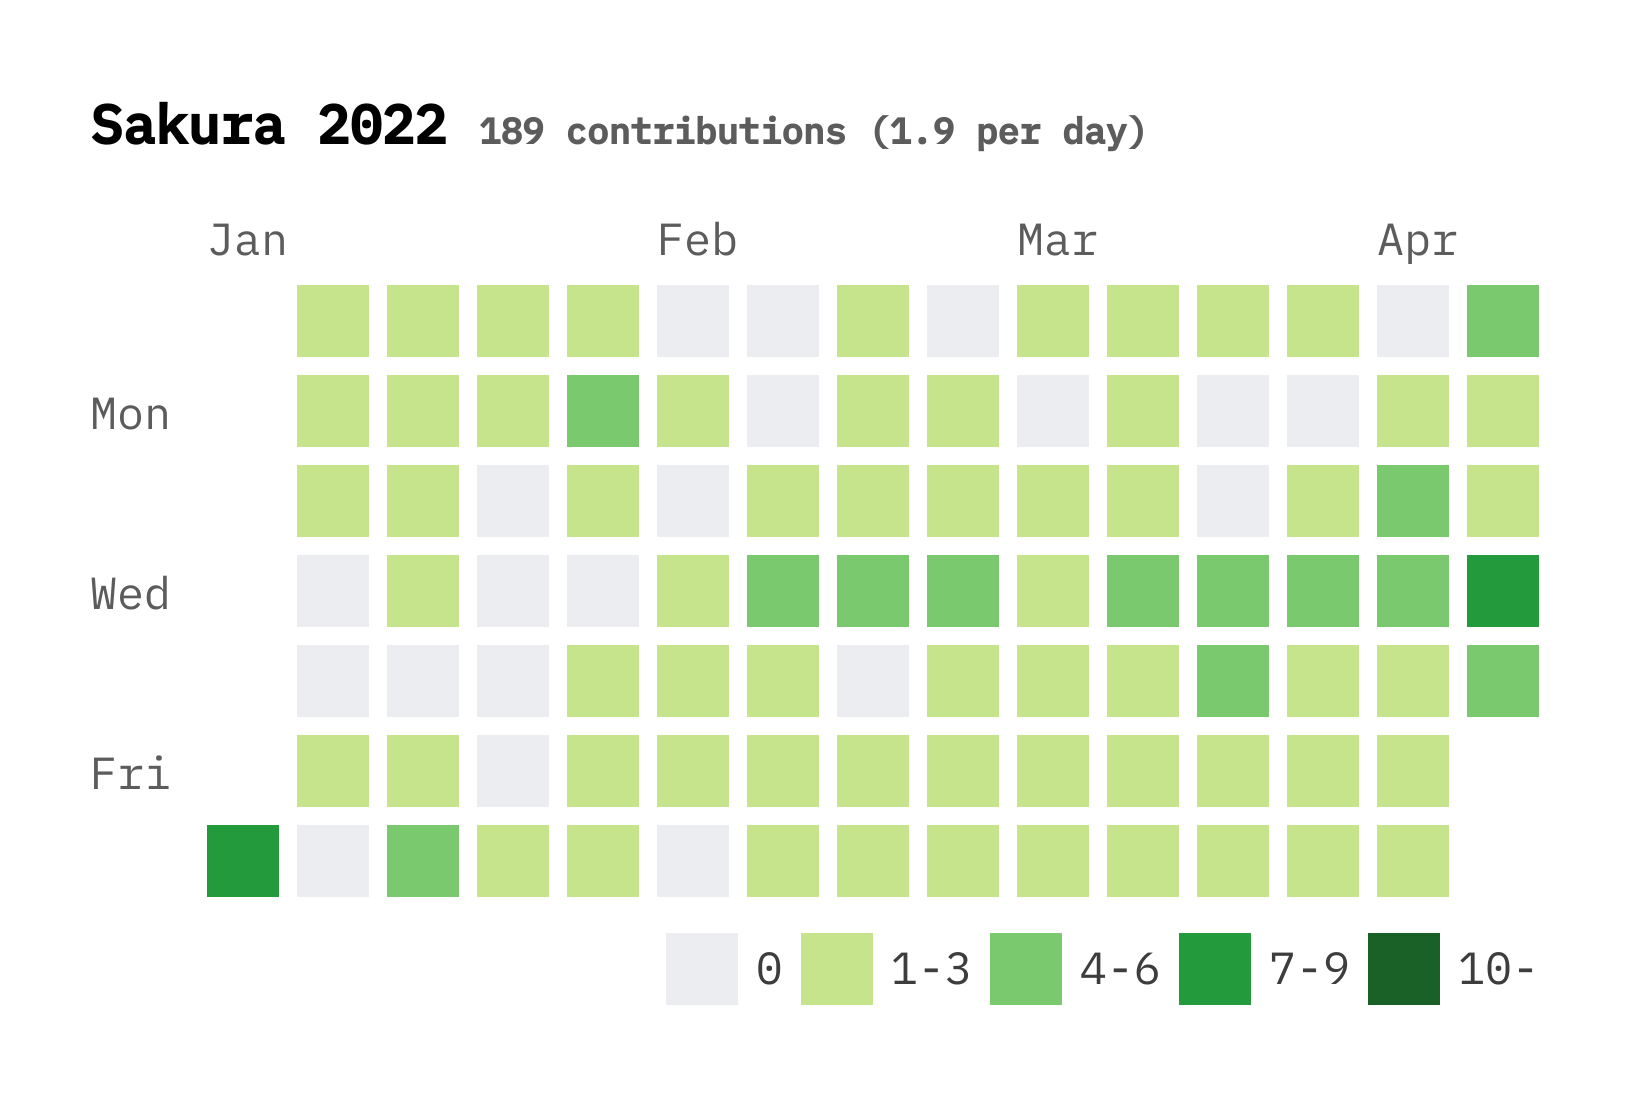 Sakura 2022 189 contributions (1.9 per day)
Jan Feb Mar Apr
Mon
Wed
Fri
0 1-3 4-6 7-9 10-